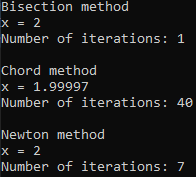 Bisection method
x = 2
Number of iterations: 1
Chord method
x = 1.99997
Number of iterations: 40
Newton method
x = 2
Number of iterations: 7